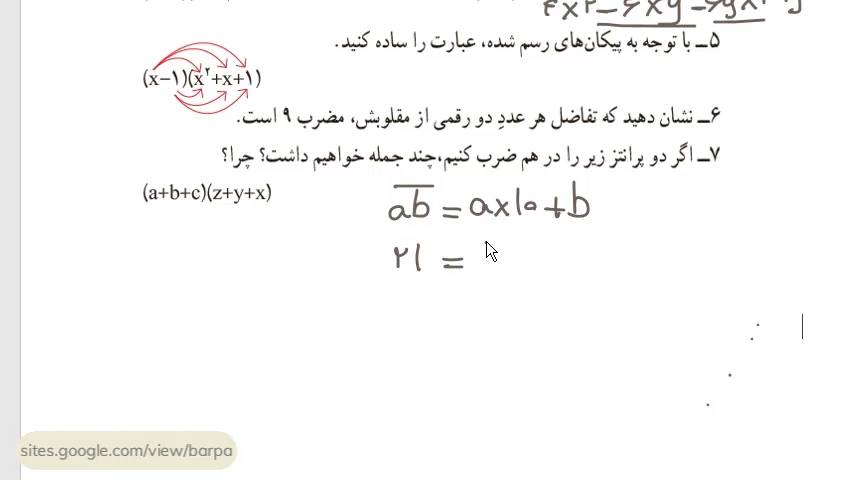 ۵ــ با توجه به پیکان‌های رسم شده، عبارت را ساده کنید.
(x−۱)(x²+x+۱)
۶ــ نشان دهید که تفاضل هر عددِ دو رقمی از مقلوبش، مضرب ۹ است.
۷ــ اگر دو پرانتز زیر را در هم ضرب کنیم،چند جمله خواهیم داشت؟ چرا؟
(a+b+c)(z+y+x)
a̅b̅ = a×۱۰+b
۲۱ =
sites.google.com/view/barpa